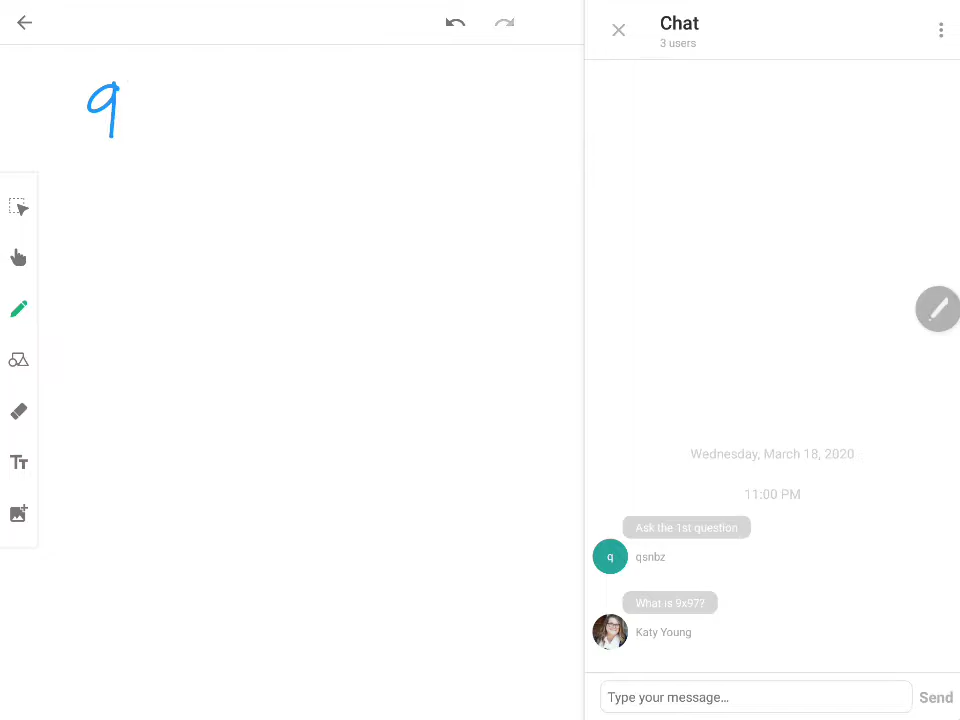 9
Chat
3 users
Wednesday, March 18, 2020
11:00 PM
Ask the 1st question
q
qsnbz
What is 9x97?
Katy Young
Tт
Type your message...
Send